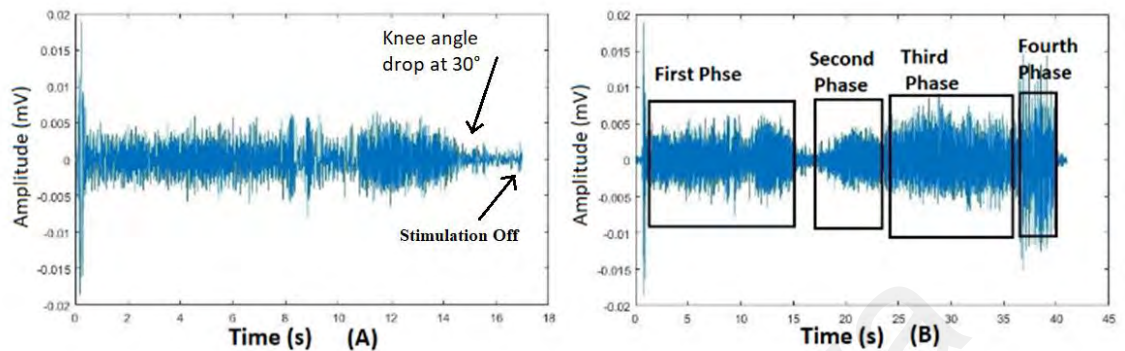 0.02
0.015
0.01
0.005
0
-0.005
-0.01
-0.015
-0.02
Amplitude (mV)
Knee angle
drop at 30°
Stimulation Off
0 2 4 6 8 10 12 14 16 18
Time (s) (A)
0.02
0.015
0.01
0.005
0
-0.005
-0.01
-0.015
-0.02
Amplitude (mV)
First Phse
Second
Phase
Third
Phase
Fourth
Phase
0 5 10 15 20 25 30 35 40 45
Time (s) (B)